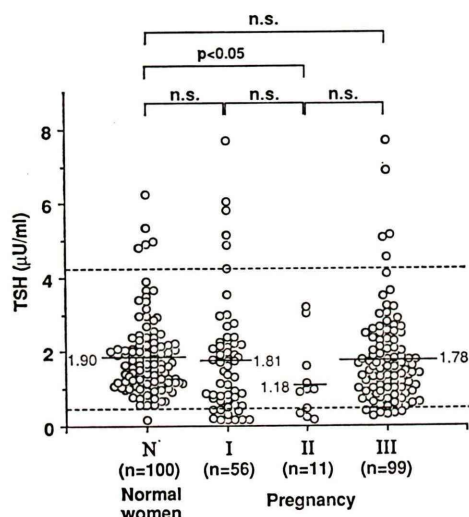 n.s.
p<0.05
n.s. n.s. n.s.
8
6
4
2
0
TSH (μU/ml)
1.90
1.81
1.18
1.78
N I II III
(n=100) (n=56) (n=11) (n=99)
Normal women Pregnancy